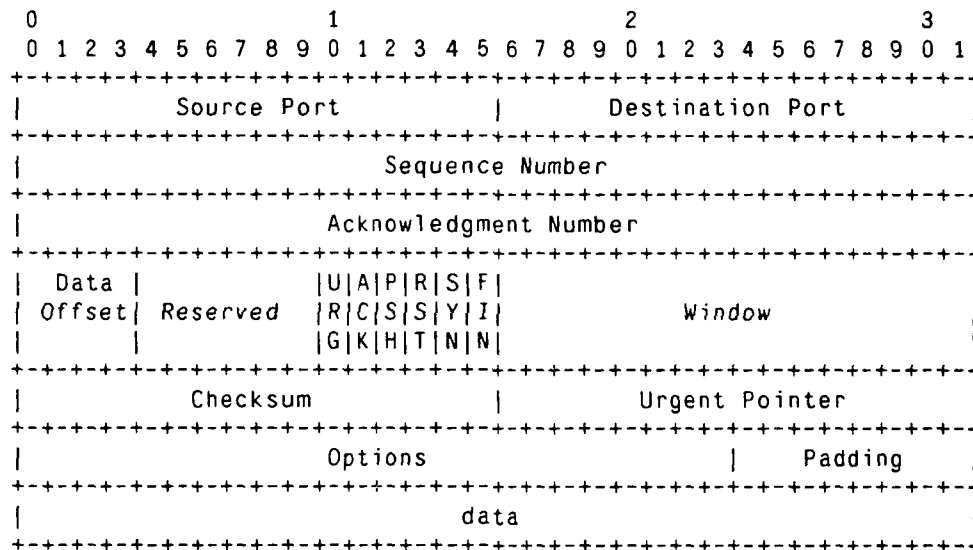 0 1 2 3
0 1 2 3 4 5 6 7 8 9 0 1 2 3 4 5 6 7 8 9 0 1 2 3 4 5 6 7 8 9 0 1
+-+-+-+-+-+-+-+-+-+-+-+-+-+-+-+-+-+-+-+-+-+-+-+-+-+-+-+-+-+-+-+-
| Source Port | Destination Port
+-+-+-+-+-+-+-+-+-+-+-+-+-+-+-+-+-+-+-+-+-+-+-+-+-+-+-+-+-+-+-+-
| Sequence Number
+-+-+-+-+-+-+-+-+-+-+-+-+-+-+-+-+-+-+-+-+-+-+-+-+-+-+-+-+-+-+-+-
| Acknowledgment Number
+-+-+-+-+-+-+-+-+-+-+-+-+-+-+-+-+-+-+-+-+-+-+-+-+-+-+-+-+-+-+-+-
| Data | |U|A|P|R|S|F|
| Offset| Reserved |R|C|S|S|Y|I| Window
| | |G|K|H|T|N|N|
+-+-+-+-+-+-+-+-+-+-+-+-+-+-+-+-+-+-+-+-+-+-+-+-+-+-+-+-+-+-+-+-
| Checksum | Urgent Pointer
+-+-+-+-+-+-+-+-+-+-+-+-+-+-+-+-+-+-+-+-+-+-+-+-+-+-+-+-+-+-+-+-
| Options | Padding
+-+-+-+-+-+-+-+-+-+-+-+-+-+-+-+-+-+-+-+-+-+-+-+-+-+-+-+-+-+-+-+-
| data
+-+-+-+-+-+-+-+-+-+-+-+-+-+-+-+-+-+-+-+-+-+-+-+-+-+-+-+-+-+-+-+-